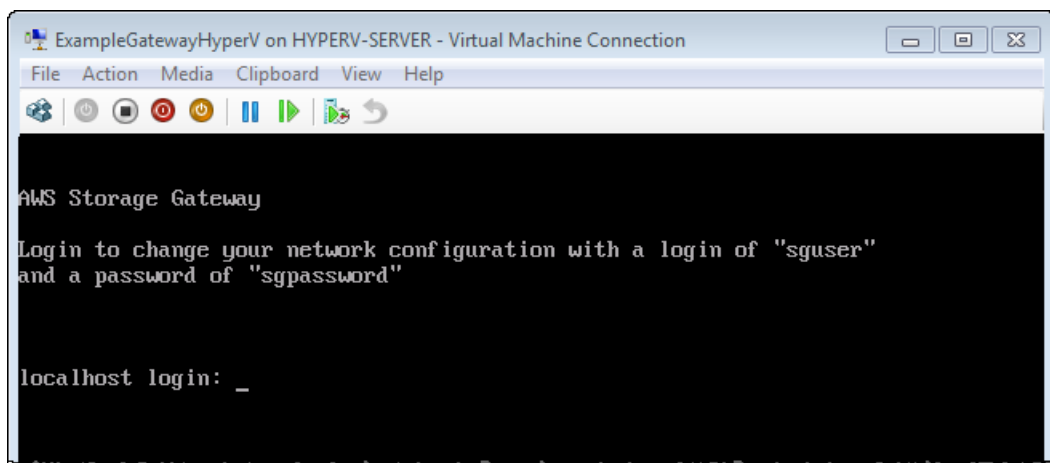 ExampleGatewayHyperV on HYPERV-SERVER - Virtual Machine Connection
File Action Media Clipboard View Help
AWS Storage Gateway
Login to change your network configuration with a login of "sguser"
and a password of "sgpassword"
localhost login: _